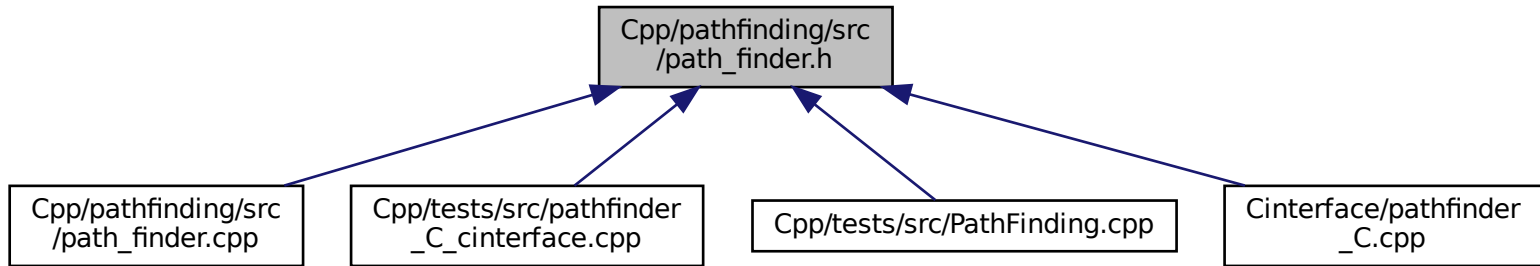 Cpp/pathfinding/src
/path_finder.h
Cpp/pathfinding/src
/path_finder.cpp
Cpp/tests/src/pathfinder
_C_cinterface.cpp
Cpp/tests/src/PathFinding.cpp
Cinterface/pathfinder
_C.cpp